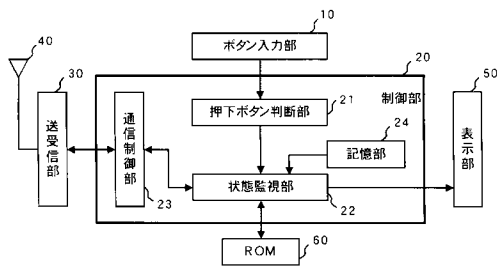 10
ボタン入力部
40
30
送受信部
20
制御部
通信制御部
23
押下ボタン判断部
21
24
記憶部
状態監視部
22
50
表示部
ROM
60